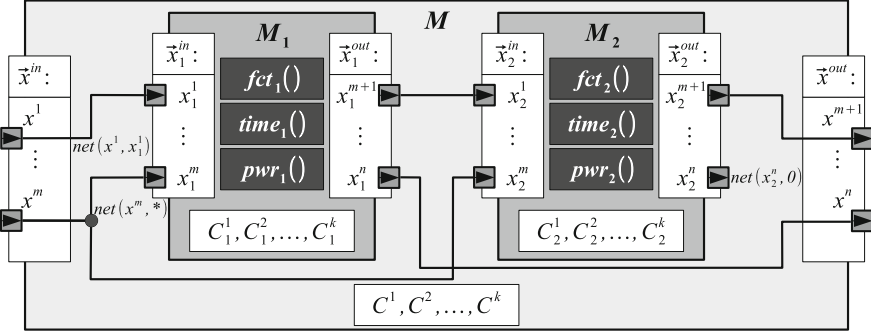 M
M₁
M₂
x⃗ⁱⁿ:
x¹
⋮
xᵐ
net(x¹, x₁¹)
net(xᵐ, *)
x⃗₁ⁱⁿ:
x₁¹
⋮
x₁ᵐ
fct₁()
time₁()
pwr₁()
x⃗₁ᵒᵘᵗ:
x₁ᵐ⁺¹
⋮
x₁ⁿ
C₁¹, C₁², ..., C₁ᵏ
x⃗₂ⁱⁿ:
x₂¹
⋮
x₂ᵐ
fct₂()
time₂()
pwr₂()
x⃗₂ᵒᵘᵗ:
x₂ᵐ⁺¹
⋮
x₂ⁿ
net(x₂ⁿ, 0)
C₂¹, C₂², ..., C₂ᵏ
x⃗ᵒᵘᵗ:
xᵐ⁺¹
⋮
xⁿ
C¹, C², ..., Cᵏ